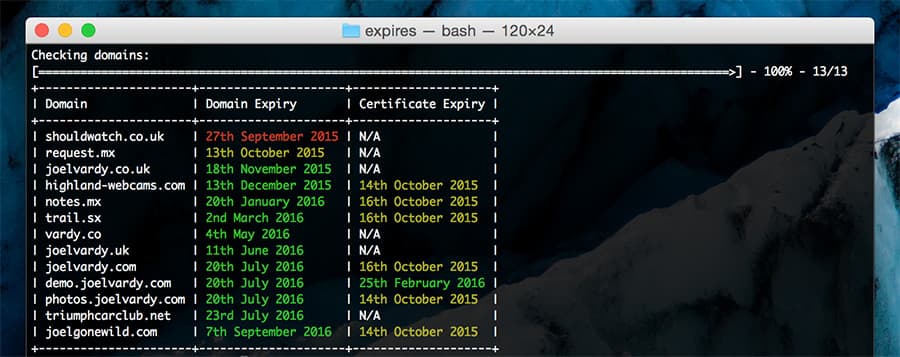 expires — bash — 120×24
Checking domains:
[=====================================================================================>] - 100% - 13/13
+---------------------+---------------------+--------------------+
| Domain | Domain Expiry | Certificate Expiry |
+---------------------+---------------------+--------------------+
| shouldwatch.co.uk | 27th September 2015 | N/A |
| request.mx | 13th October 2015 | N/A |
| joelvardy.co.uk | 18th November 2015 | N/A |
| highland-webcams.com | 13th December 2015 | 14th October 2015 |
| notes.mx | 20th January 2016 | 16th October 2015 |
| trail.sx | 2nd March 2016 | 16th October 2015 |
| vardy.co | 4th May 2016 | N/A |
| joelvardy.uk | 11th June 2016 | N/A |
| joelvardy.com | 20th July 2016 | 16th October 2015 |
| demo.joelvardy.com | 20th July 2016 | 25th February 2016 |
| photos.joelvardy.com | 20th July 2016 | 14th October 2015 |
| triumphcarclub.net | 23rd July 2016 | N/A |
| joelgonewild.com | 7th September 2016 | 14th October 2015 |
+---------------------+---------------------+--------------------+